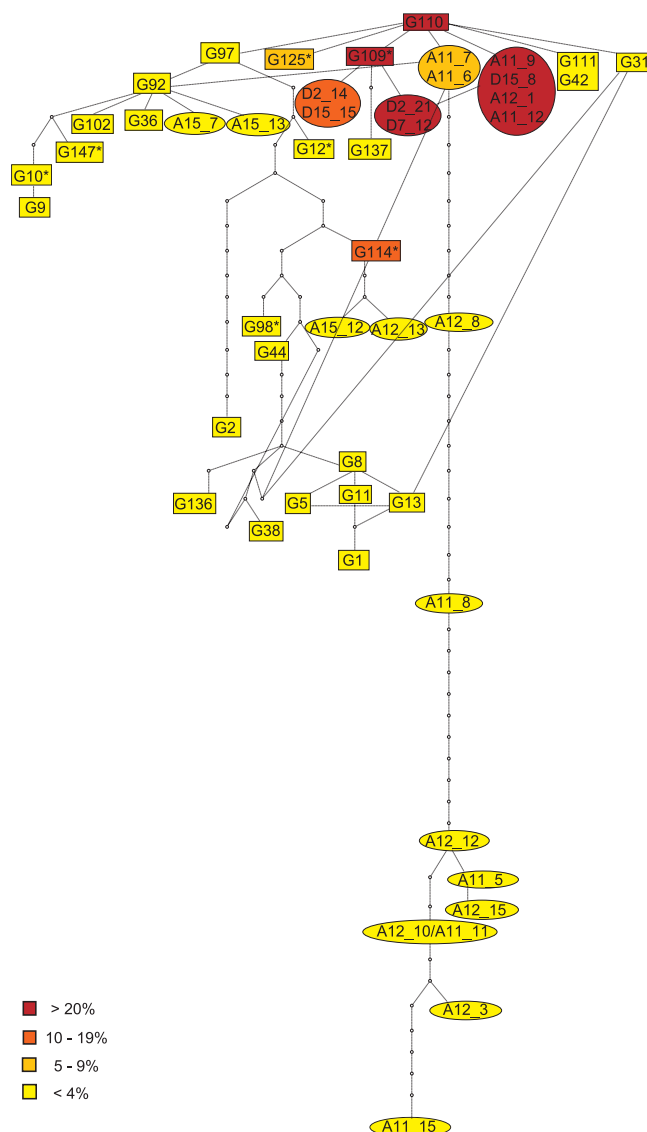 G110
G97
G125*
G109*
A11_7
A11_6
A11_9
D15_8
A12_1
A11_12
G111
G42
G31
G92
D2_14
D15_15
D2_21
D7_12
G102
G36
A15_7
A15_13
G147*
G12*
G137
G10*
G9
G114*
G98*
A15_12
A12_13
A12_8
G44
G2
G8
G136
G5
G11
G13
G38
G1
A11_8
A12_12
A11_5
A12_15
A12_10/A11_11
A12_3
> 20%
10 - 19%
5 - 9%
< 4%
A11_15